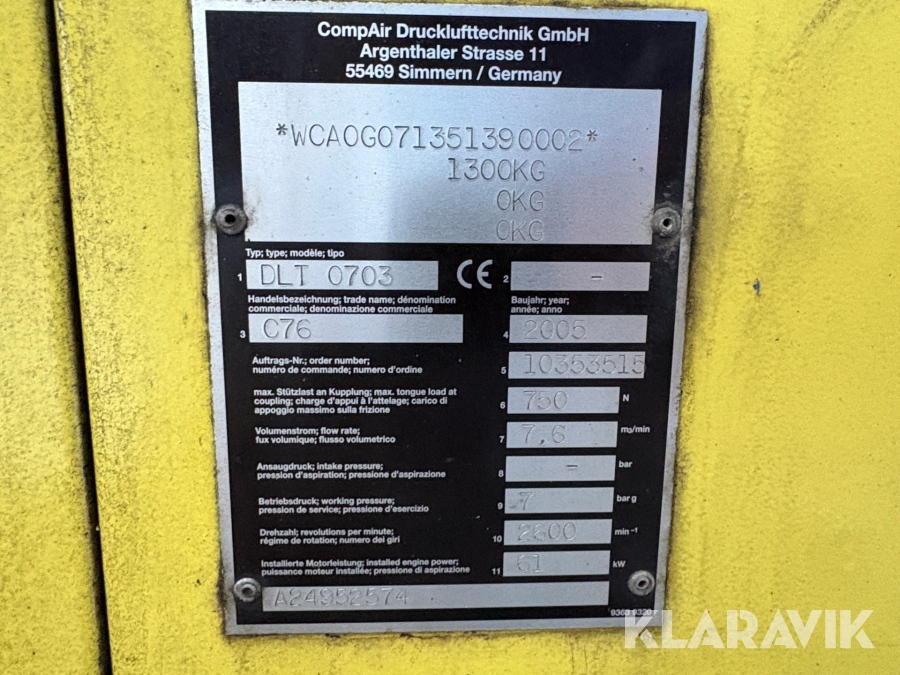 CompAir Drucklufttechnik GmbH
Argenthaler Strasse 11
55469 Simmern / Germany
*WCA0G071351390002*
1300KG
0KG
0KG
Typ; type; modèle; tipo
1 DLT 0703 CE 2 -
Handelsbezeichnung; trade name; dénomination
commerciale; denominazione commerciale
3 C76
Baujahr; year;
année; anno
4 2005
Auftrags-Nr.; order number;
numéro de commande; numero d'ordine
5 10353515
max. Stützlast an Kupplung; max. tongue load at
coupling; charge d'appui à l'attelage; carico di
appoggio massimo sulla frizione
6 750 N
Volumenstrom; flow rate;
fux volumique; flusso volumetrico
7 7,6 m3/min
Ansaugdruck; intake pressure;
pression d'aspiration; pressione d'aspirazione
8 - bar
Betriebsdruck; working pressure;
pression de service; pressione d'esercizio
9 7 bar g
Drehzahl; revolutions per minute;
régime de rotation; numero dei giri
10 2600 min⁻¹
Installierte Motorleistung; installed engine power;
puissance moteur installée; pressione di aspirazione
11 61 kW
A24952574
KLARAVIK